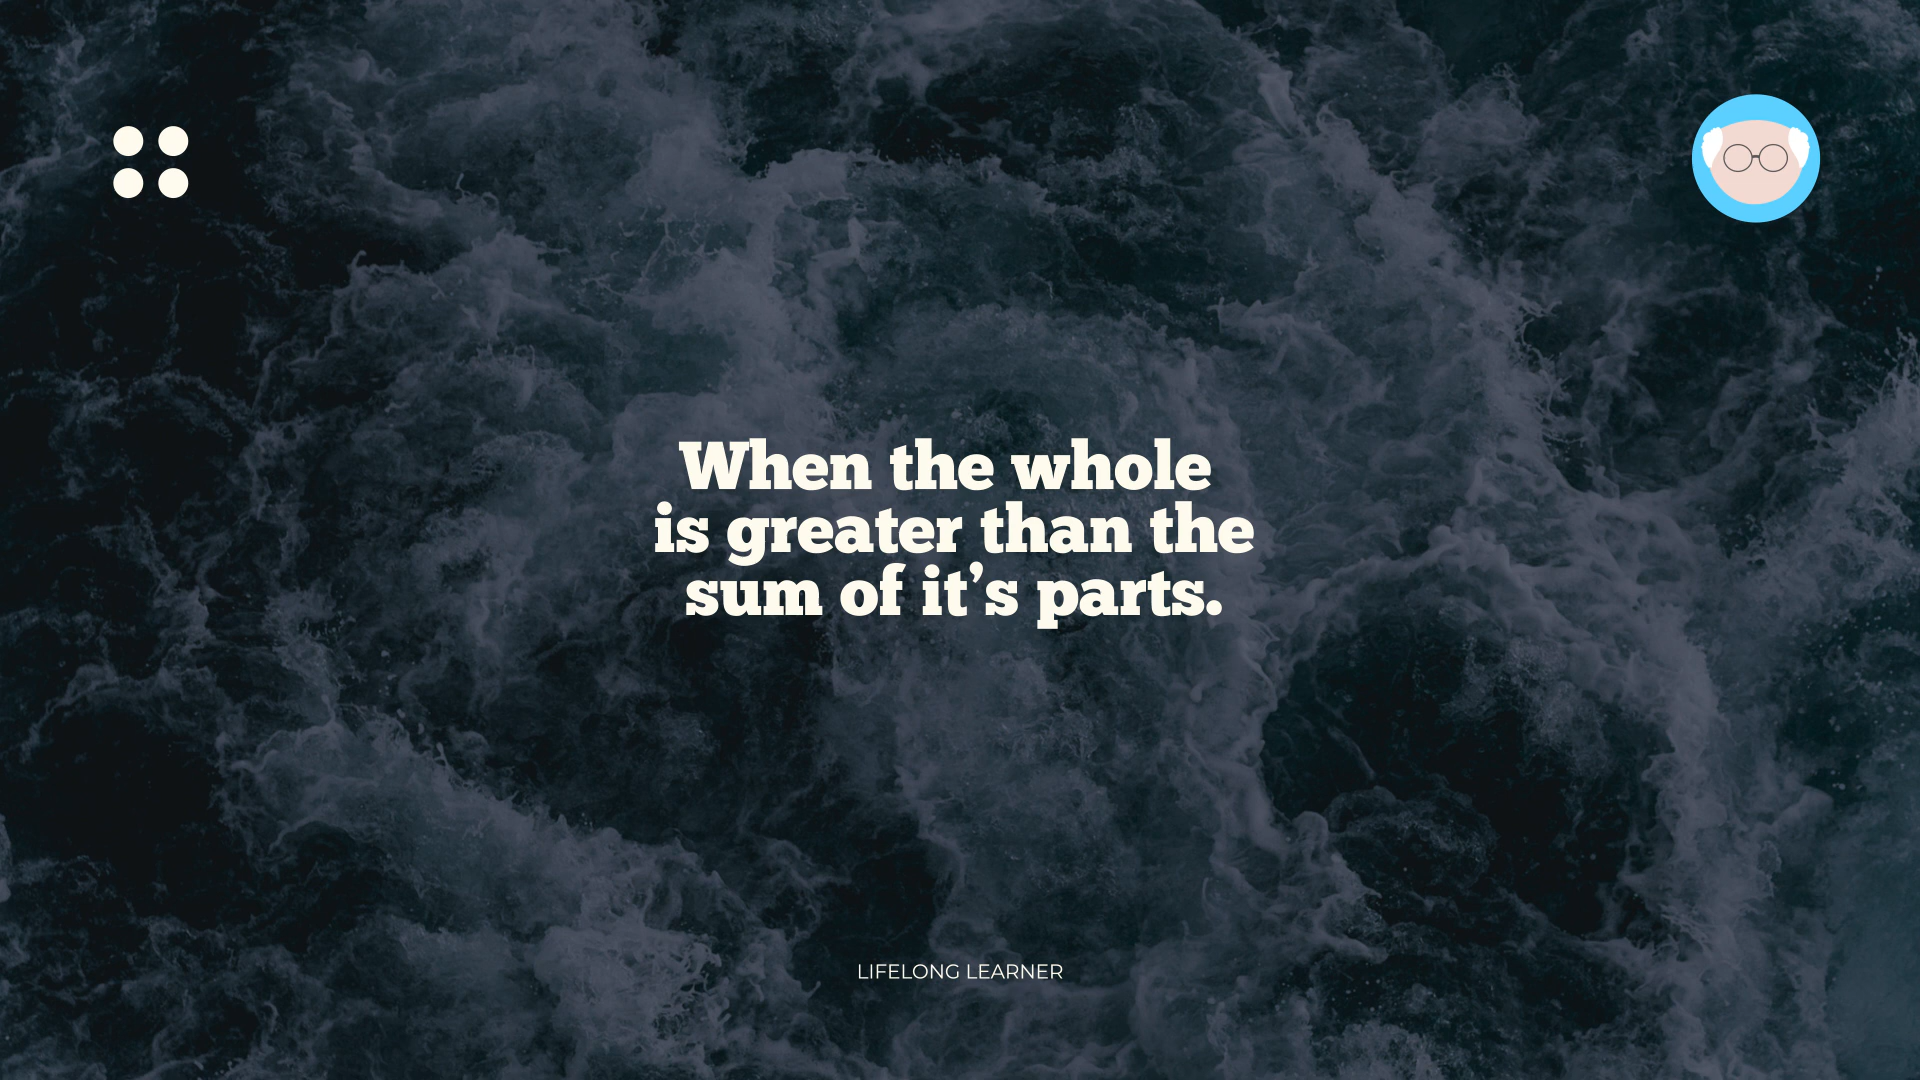 When the whole
is greater than the
sum of it’s parts.
LIFELONG LEARNER